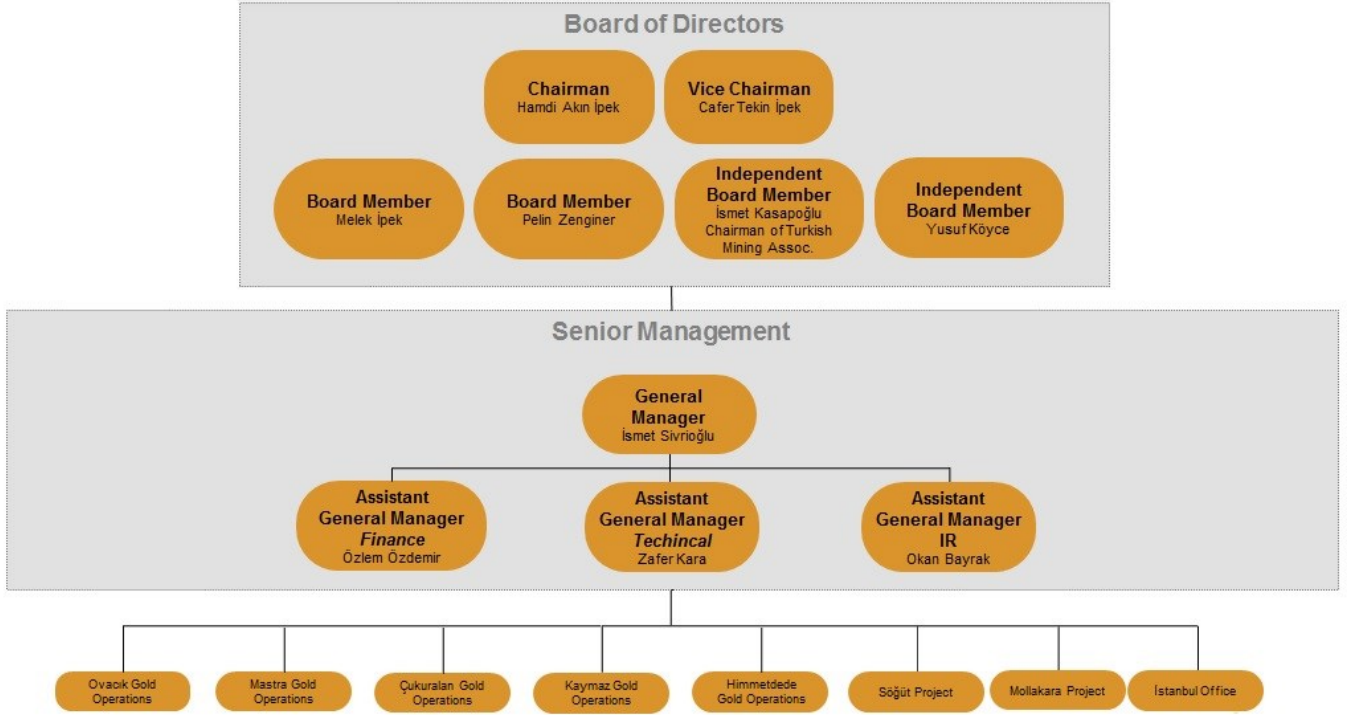 Board of Directors
Chairman
Hamdi Akın İpek
Vice Chairman
Cafer Tekin İpek
Board Member
Melek İpek
Board Member
Pelin Zenginer
Independent
Board Member
İsmet Kasapoğlu
Chairman of Turkish
Mining Assoc.
Independent
Board Member
Yusuf Köyce
Senior Management
General
Manager
İsmet Sivrioğlu
Assistant
General Manager
Finance
Özlem Özdemir
Assistant
General Manager
Techincal
Zafer Kara
Assistant
General Manager
IR
Okan Bayrak
Ovacık Gold
Operations
Mastra Gold
Operations
Çukuralan Gold
Operations
Kaymaz Gold
Operations
Himmetdede
Gold Operations
Söğüt Project
Mollakara Project
İstanbul Office